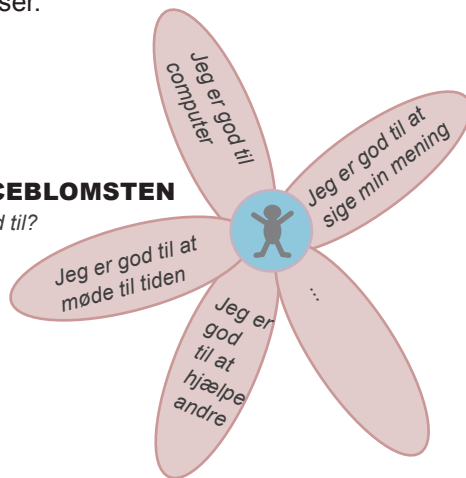 ser.
Jeg er god til
computer
Jeg er god til at
sige min mening
CEBLOMSTEN
d til?
Jeg er god til at
møde til tiden
...
Jeg er
god
til at
hjælpe
andre